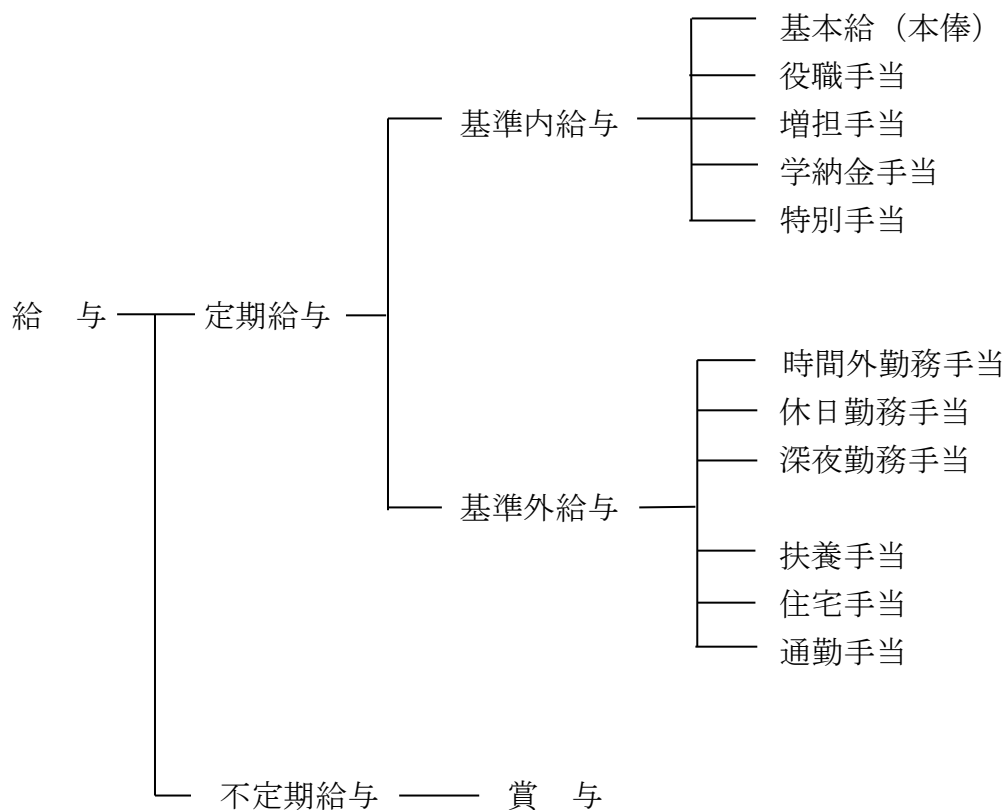 基本給（本俸）
役職手当
基準内給与
増担手当
学納金手当
特別手当
給　与
定期給与
時間外勤務手当
休日勤務手当
深夜勤務手当
基準外給与
扶養手当
住宅手当
通勤手当
不定期給与
賞　与